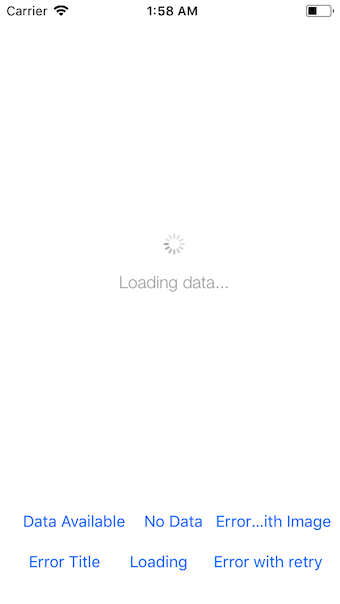 Carrier 1:58 AM
Loading data...
Data Available No Data Error...ith Image
Error Title Loading Error with retry